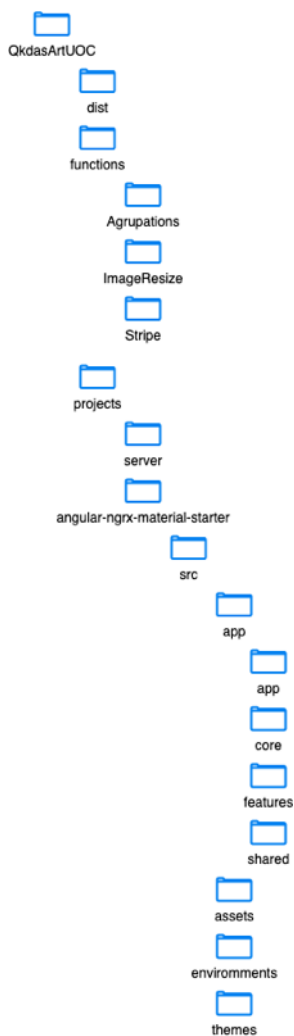 QkdasArtUOC
dist
functions
Agrupations
ImageResize
Stripe
projects
server
angular-ngrx-material-starter
src
app
app
core
features
shared
assets
enviromments
themes